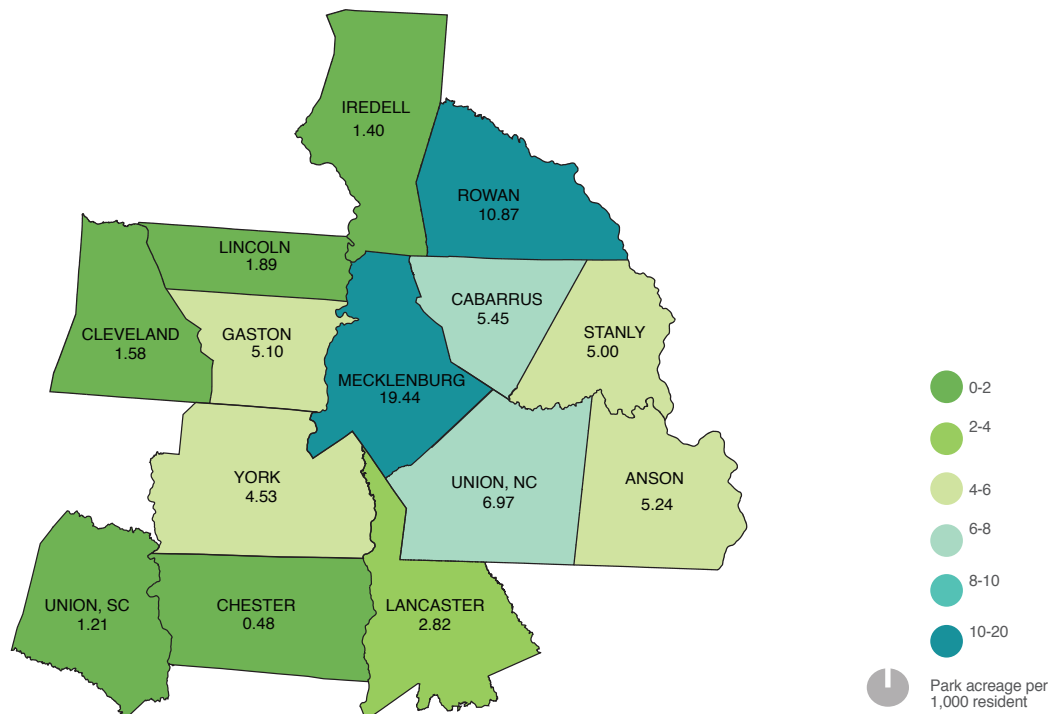 IREDELL
1.40
ROWAN
10.87
LINCOLN
1.89
CABARRUS
5.45
CLEVELAND
1.58
GASTON
5.10
STANLY
5.00
MECKLENBURG
19.44
YORK
4.53
UNION, NC
6.97
ANSON
5.24
UNION, SC
1.21
CHESTER
0.48
LANCASTER
2.82
0-2
2-4
4-6
6-8
8-10
10-20
Park acreage per
1,000 resident